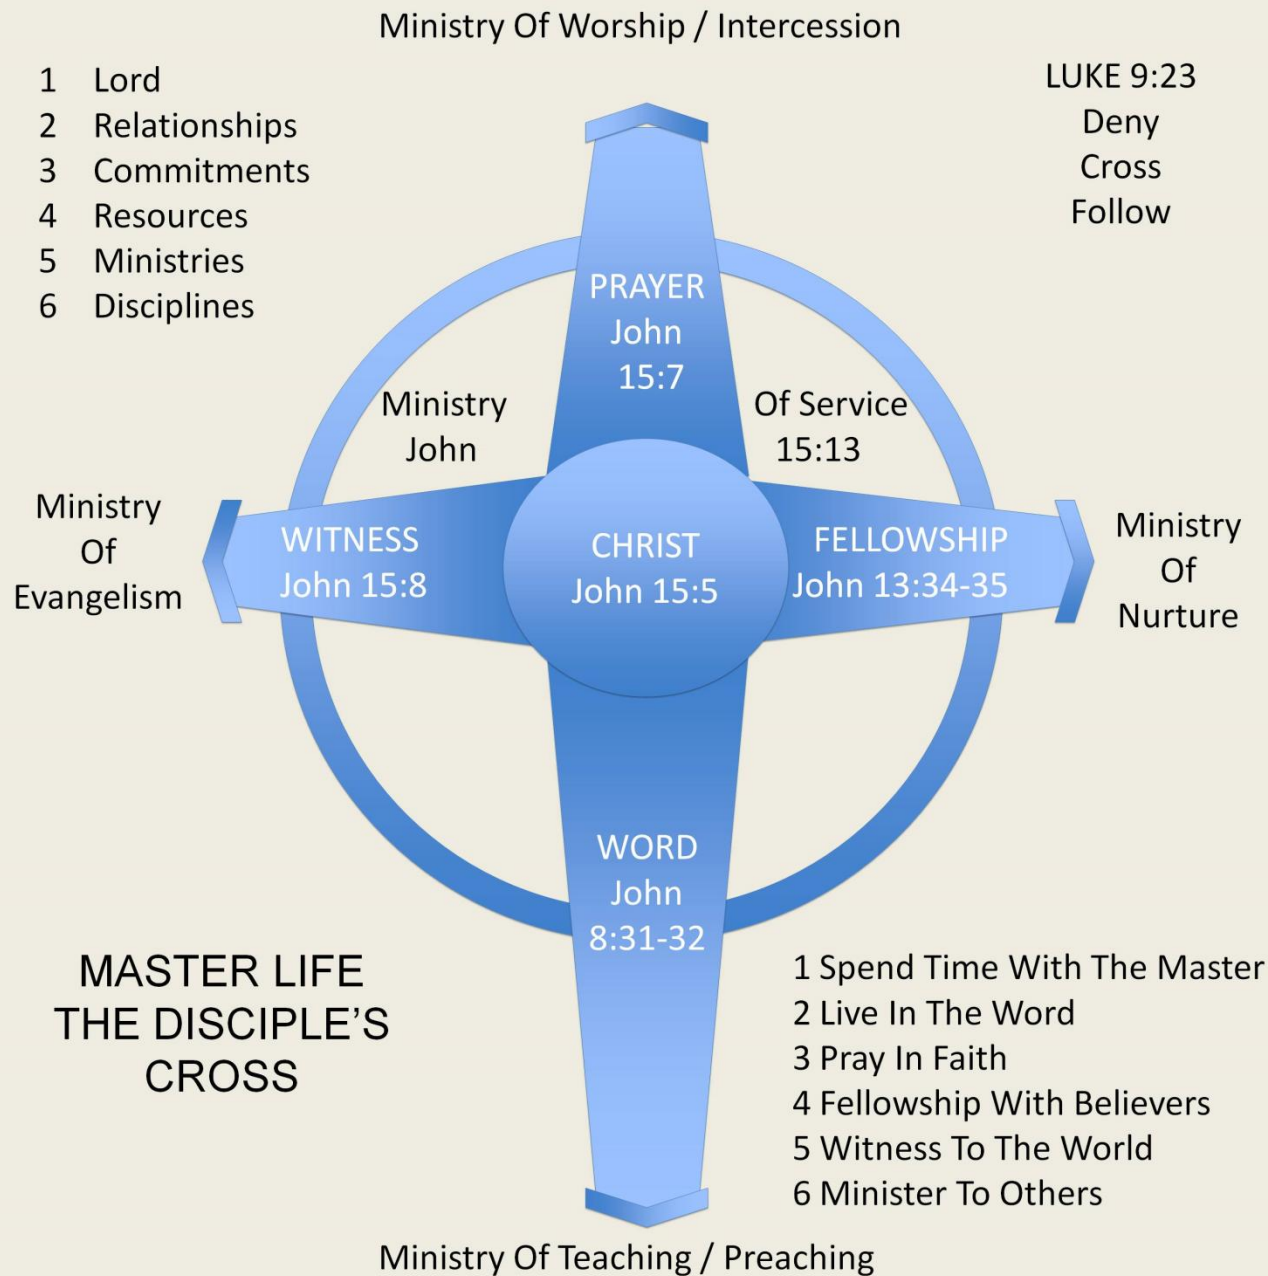 Ministry Of Worship / Intercession
1 Lord
2 Relationships
3 Commitments
4 Resources
5 Ministries
6 Disciplines
LUKE 9:23
Deny
Cross
Follow
PRAYER
John
15:7
Ministry
John
Of Service
15:13
Ministry
Of
Evangelism
WITNESS
John 15:8
CHRIST
John 15:5
FELLOWSHIP
John 13:34-35
Ministry
Of
Nurture
WORD
John
8:31-32
MASTER LIFE
THE DISCIPLE’S
CROSS
1 Spend Time With The Master
2 Live In The Word
3 Pray In Faith
4 Fellowship With Believers
5 Witness To The World
6 Minister To Others
Ministry Of Teaching / Preaching